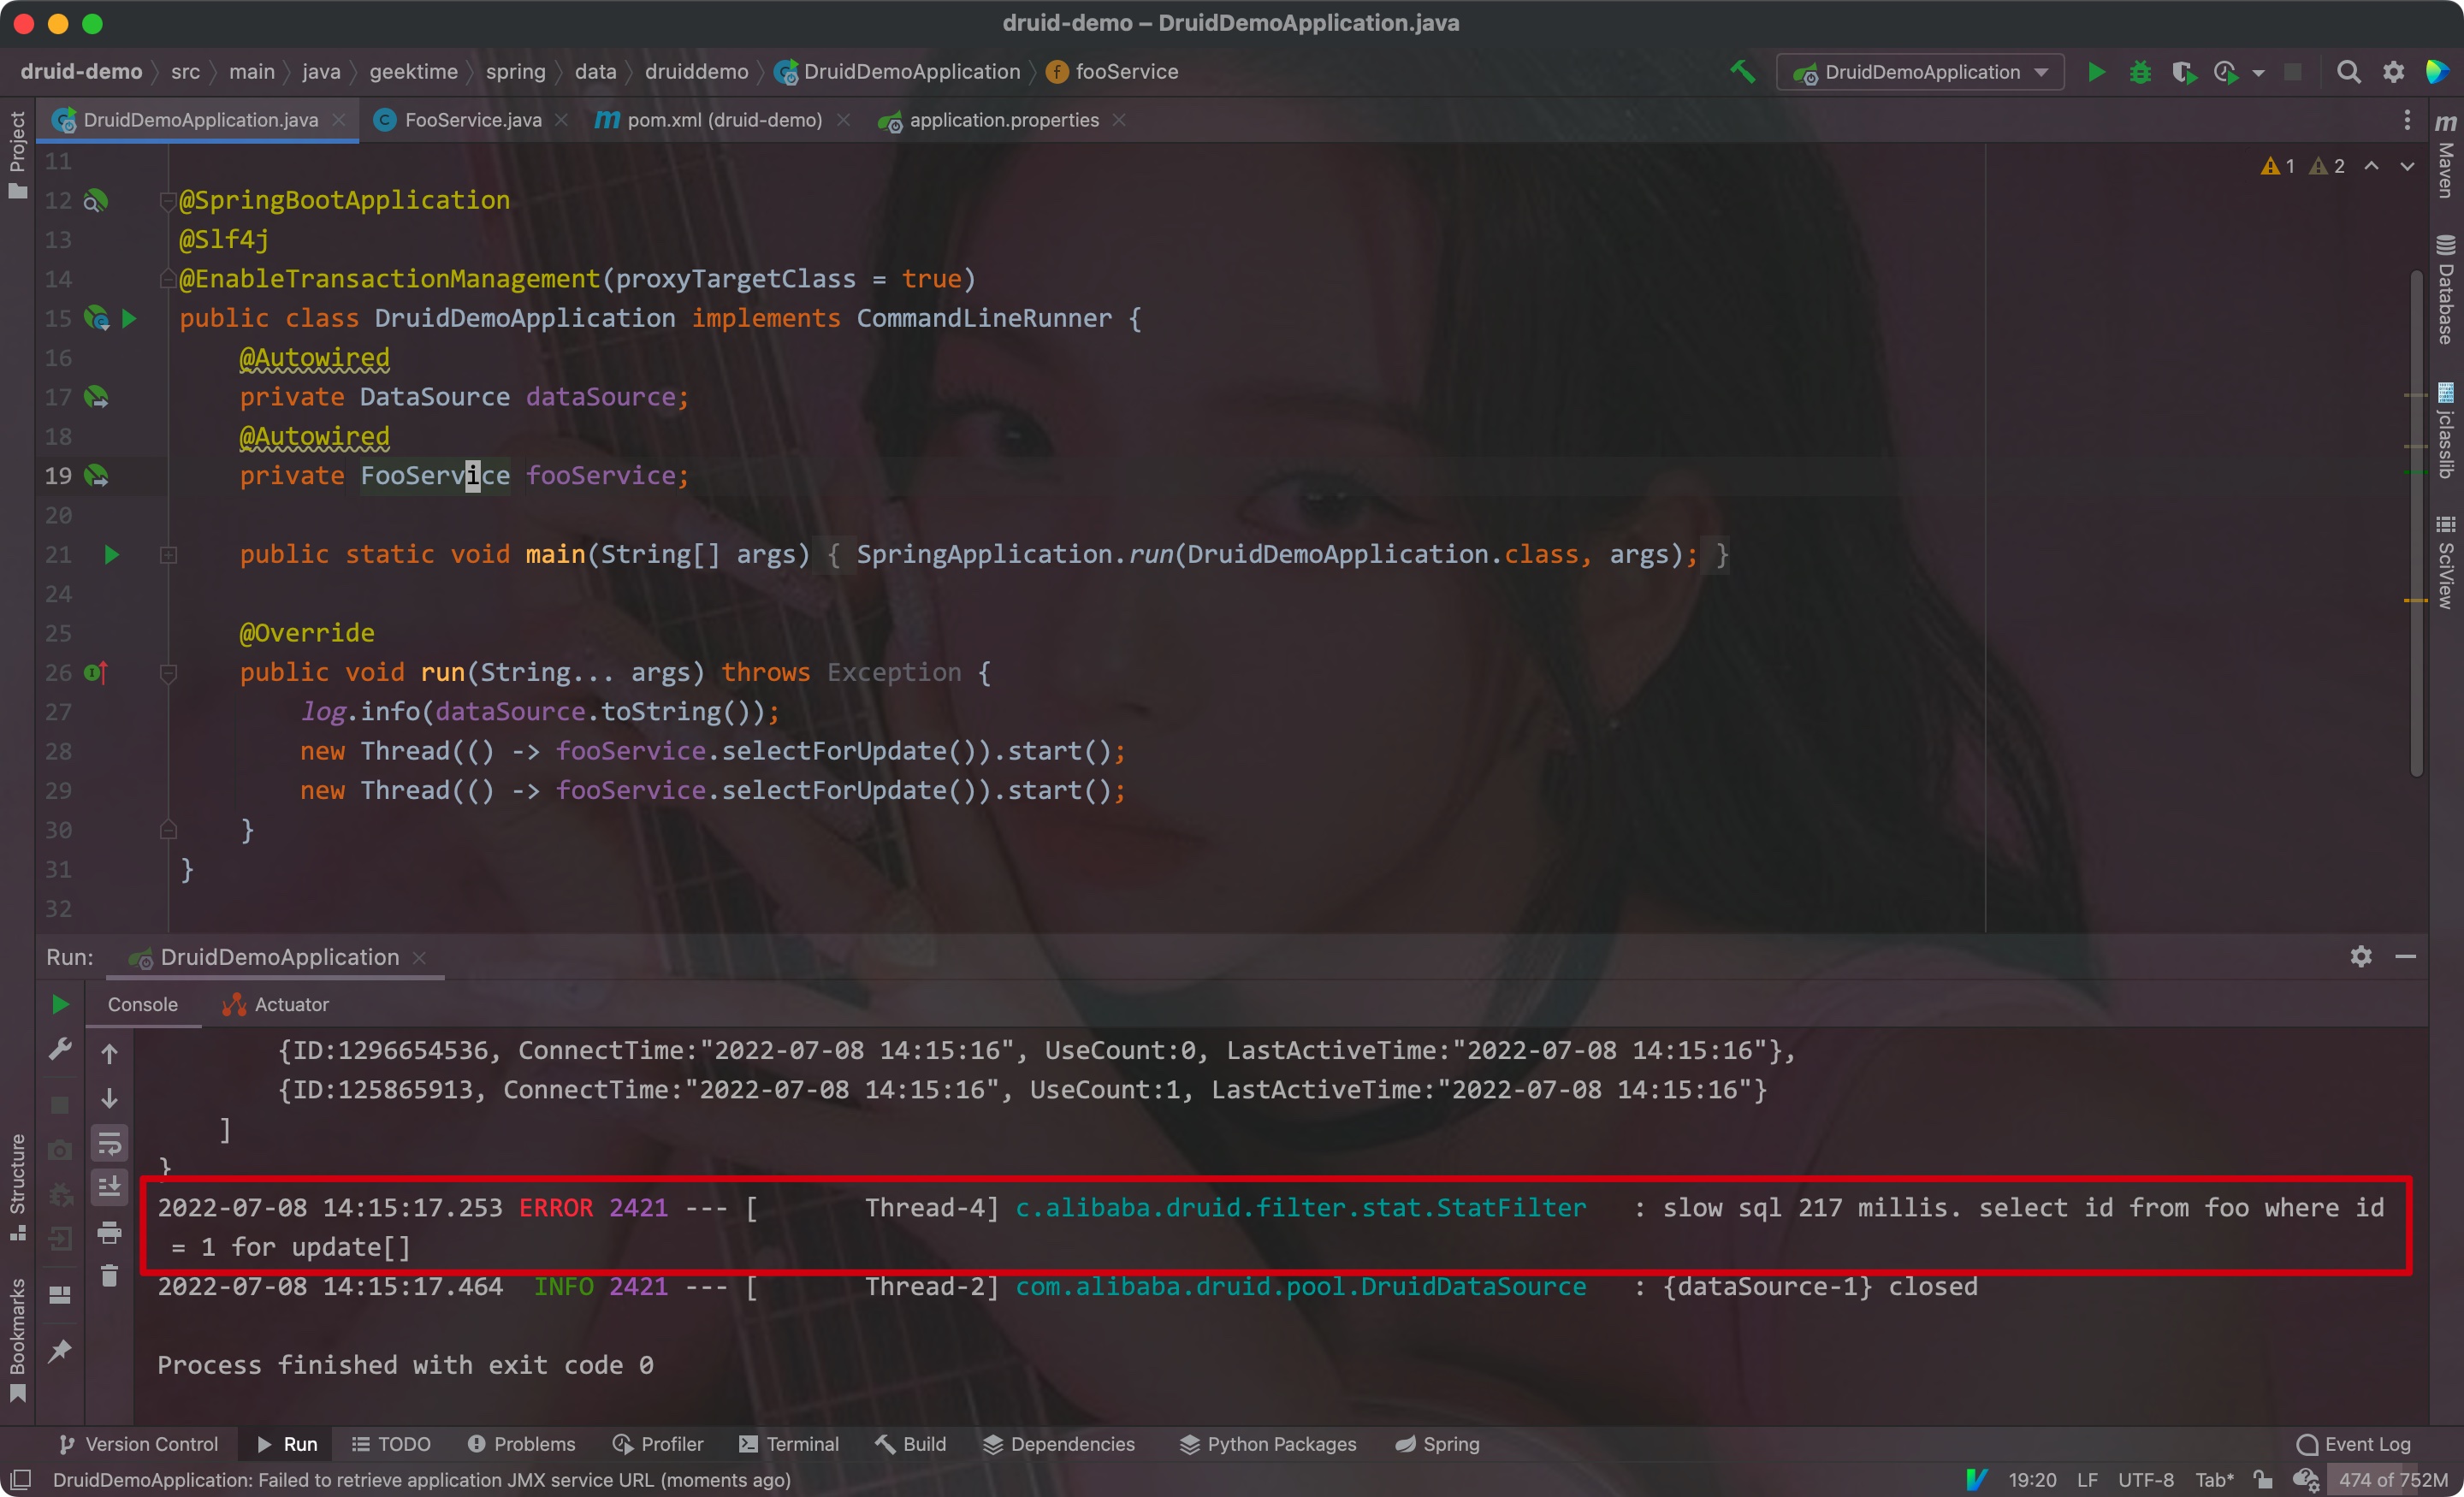 druid-demo – DruidDemoApplication.java
druid-demo src main java geektime spring data druiddemo DruidDemoApplication fooService
DruidDemoApplication
DruidDemoApplication.java FooService.java pom.xml (druid-demo) application.properties
Project
Maven
Database
jclasslib
SciView
1 2
11
12 @SpringBootApplication
13 @Slf4j
14 @EnableTransactionManagement(proxyTargetClass = true)
15 public class DruidDemoApplication implements CommandLineRunner {
16 @Autowired
17 private DataSource dataSource;
18 @Autowired
19 private FooService fooService;
20
21 public static void main(String[] args) { SpringApplication.run(DruidDemoApplication.class, args); }
24
25 @Override
26 public void run(String... args) throws Exception {
27 log.info(dataSource.toString());
28 new Thread(() -> fooService.selectForUpdate()).start();
29 new Thread(() -> fooService.selectForUpdate()).start();
30 }
31 }
32
Run: DruidDemoApplication
Console Actuator
{ID:1296654536, ConnectTime:"2022-07-08 14:15:16", UseCount:0, LastActiveTime:"2022-07-08 14:15:16"},
{ID:125865913, ConnectTime:"2022-07-08 14:15:16", UseCount:1, LastActiveTime:"2022-07-08 14:15:16"}
]
}
2022-07-08 14:15:17.253 ERROR 2421 --- [ Thread-4] c.alibaba.druid.filter.stat.StatFilter : slow sql 217 millis. select id from foo where id
= 1 for update[]
2022-07-08 14:15:17.464 INFO 2421 --- [ Thread-2] com.alibaba.druid.pool.DruidDataSource : {dataSource-1} closed
Process finished with exit code 0
Structure
Bookmarks
Version Control Run TODO Problems Profiler Terminal Build Dependencies Python Packages Spring Event Log
DruidDemoApplication: Failed to retrieve application JMX service URL (moments ago) 19:20 LF UTF-8 Tab* 474 of 752M